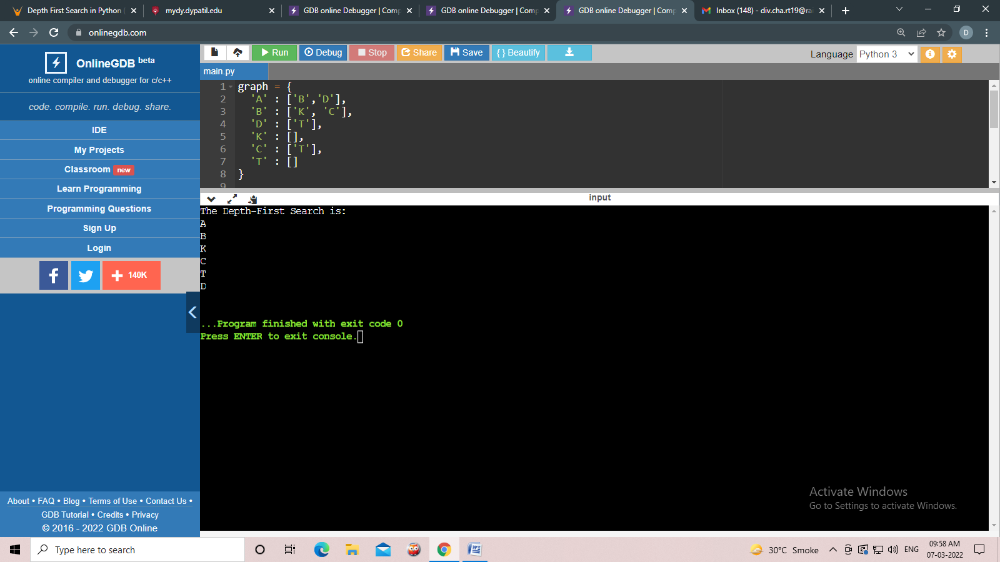 Depth First Search in Python (
mydy.dypatil.edu
GDB online Debugger | Comp
GDB online Debugger | Comp
GDB online Debugger | Comp
Inbox (148) - div.cha.rt19@ra
onlinegdb.com
D
OnlineGDB beta
online compiler and debugger for c/c++
code. compile. run. debug. share.
IDE
My Projects
Classroom new
Learn Programming
Programming Questions
Sign Up
Login
140K
About • FAQ • Blog • Terms of Use • Contact Us •
GDB Tutorial • Credits • Privacy
© 2016 - 2022 GDB Online
Run Debug Stop Share Save { } Beautify
Language Python 3
main.py
1 graph = {
2 'A' : ['B','D'],
3 'B' : ['K', 'C'],
4 'D' : ['T'],
5 'K' : [],
6 'C' : ['T'],
7 'T' : []
8 }
9
input
The Depth-First Search is:
A
B
K
C
T
D
...Program finished with exit code 0
Press ENTER to exit console.
Activate Windows
Go to Settings to activate Windows.
Type here to search
30°C Smoke
ENG
09:58 AM
07-03-2022